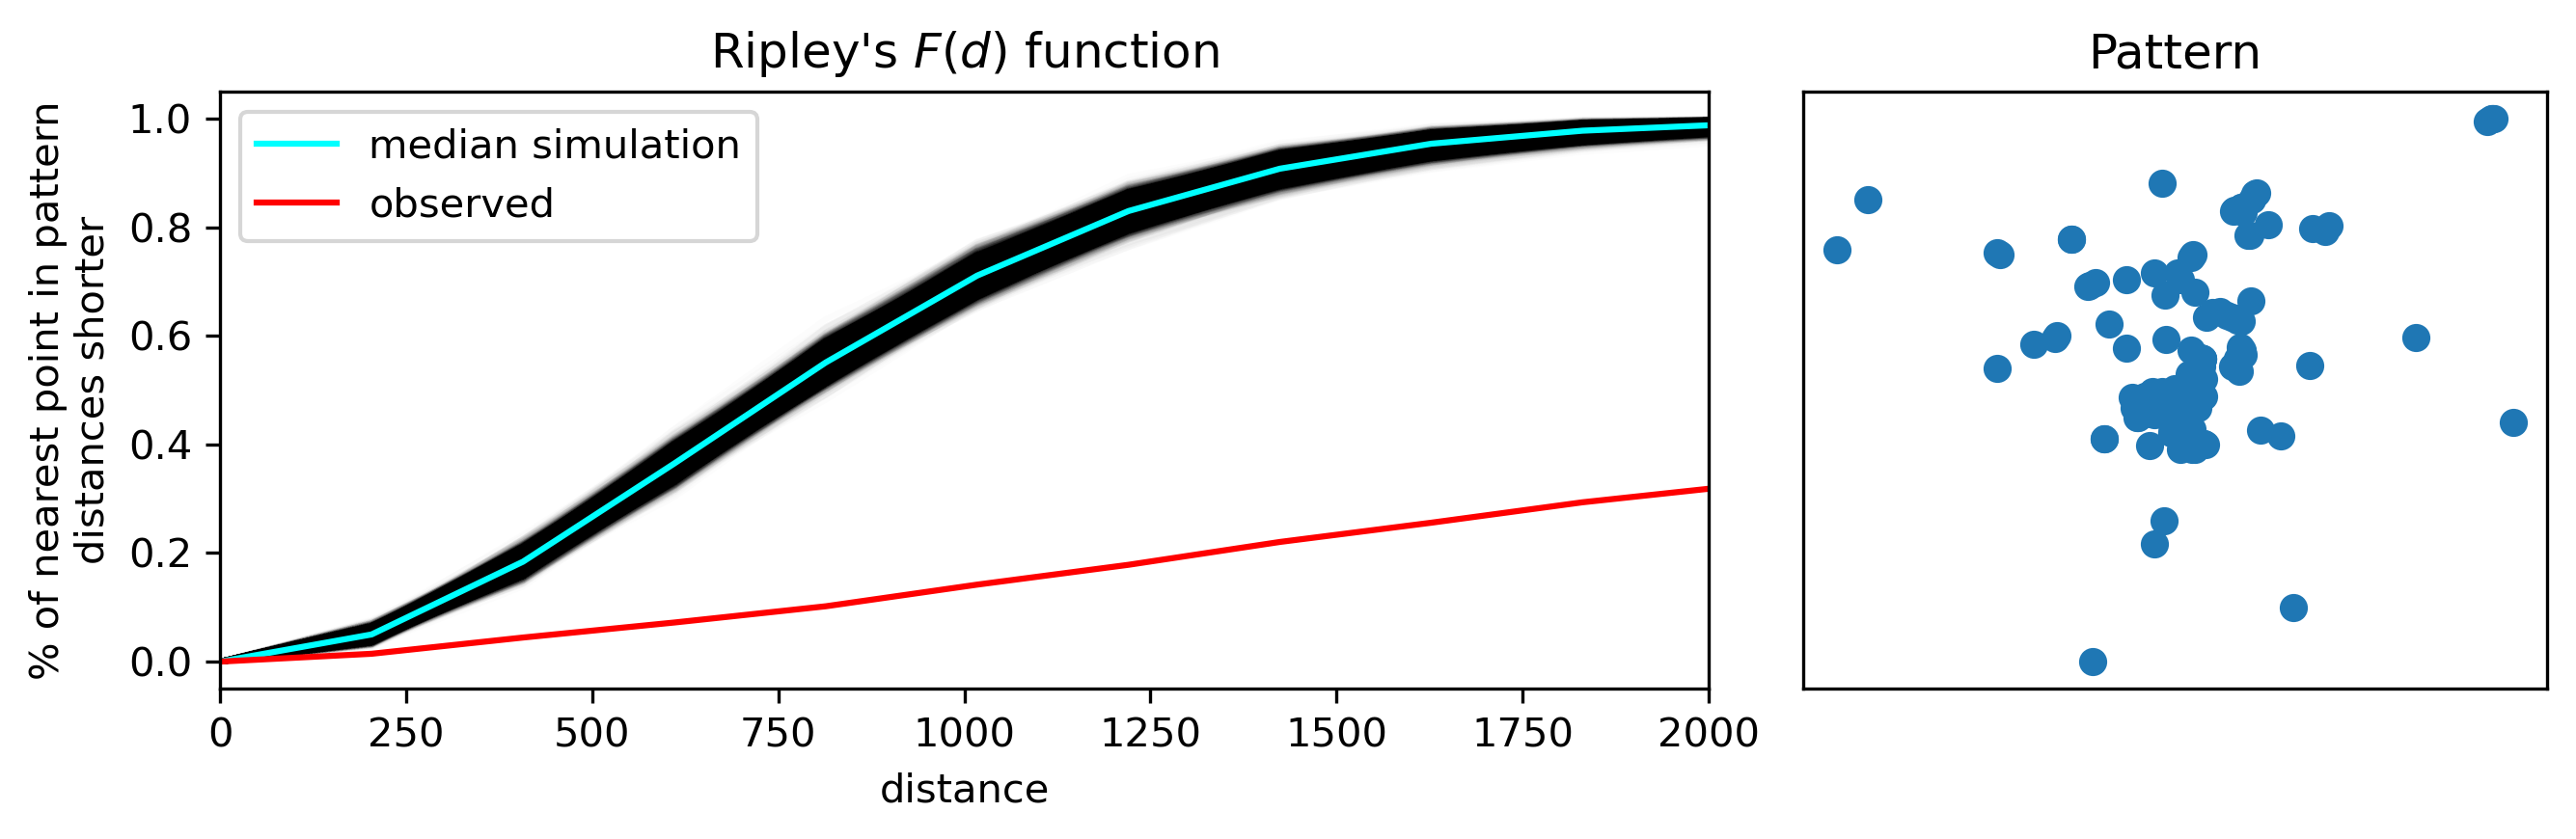 Ripley's F(d) function
Pattern
% of nearest point in pattern
distances shorter
1.0
0.8
0.6
0.4
0.2
0.0
median simulation
observed
0 250 500 750 1000 1250 1500 1750 2000
distance